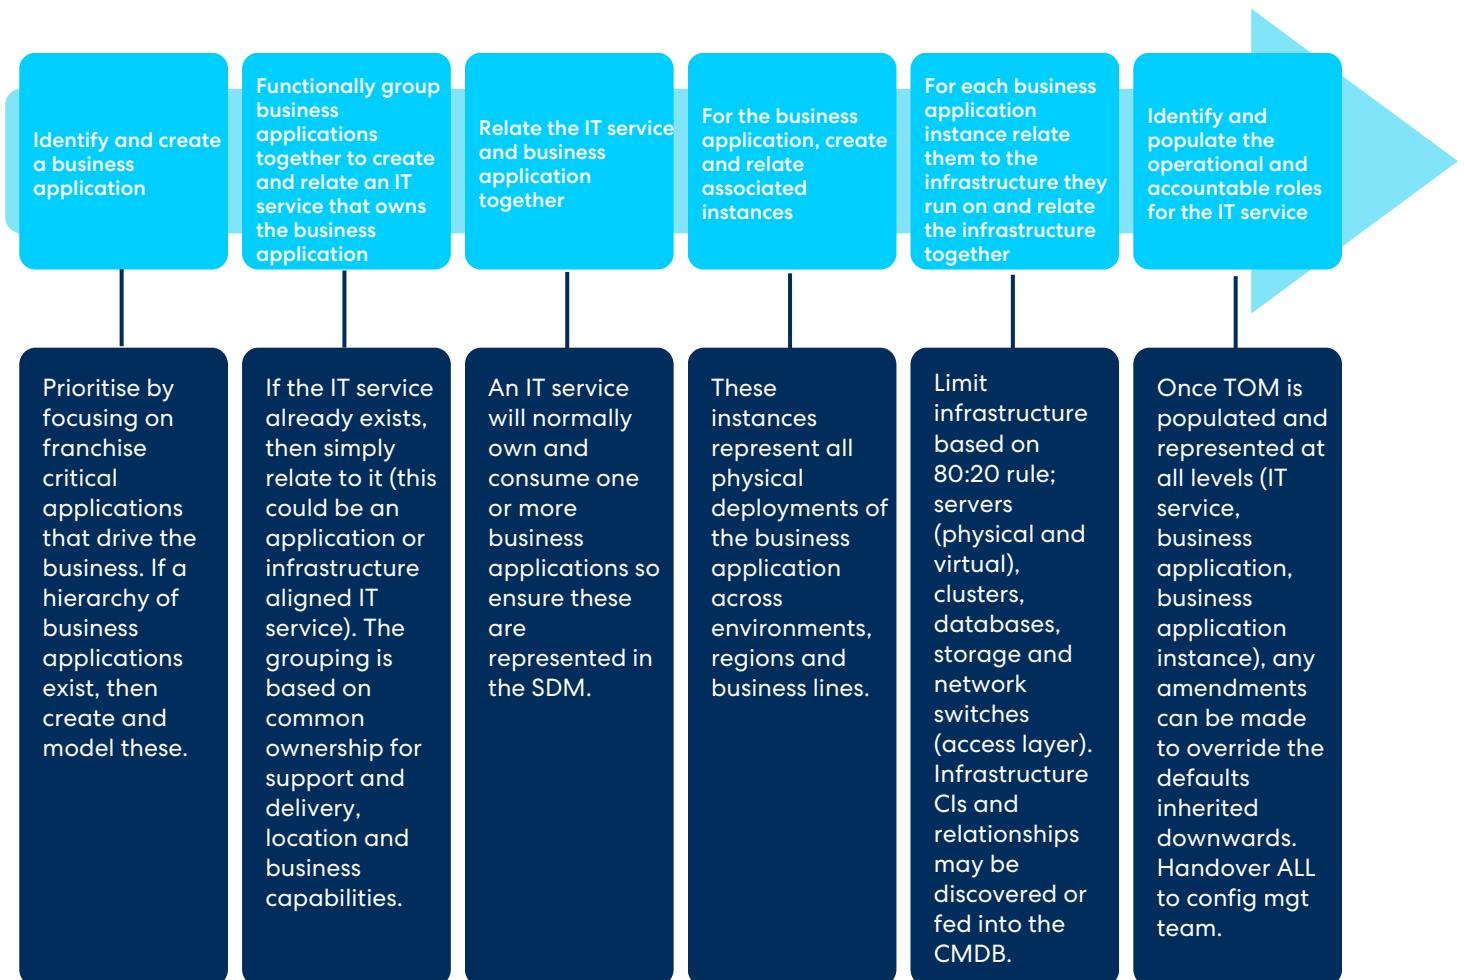 Identify and create
a business
application
Functionally group
business
applications
together to create
and relate an IT
service that owns
the business
application
Relate the IT service
and business
application
together
For the business
application, create
and relate
associated
instances
For each business
application
instance relate
them to the
infrastructure they
run on and relate
the infrastructure
together
Identify and
populate the
operational and
accountable roles
for the IT service
Prioritise by
focusing on
franchise
critical
applications
that drive the
business. If a
hierarchy of
business
applications
exist, then
create and
model these.
If the IT service
already exists,
then simply
relate to it (this
could be an
application or
infrastructure
aligned IT
service). The
grouping is
based on
common
ownership for
support and
delivery,
location and
business
capabilities.
An IT service
will normally
own and
consume one
or more
business
applications so
ensure these
are
represented in
the SDM.
These
instances
represent all
physical
deployments of
the business
application
across
environments,
regions and
business lines.
Limit
infrastructure
based on
80:20 rule;
servers
(physical and
virtual),
clusters,
databases,
storage and
network
switches
(access layer).
Infrastructure
CIs and
relationships
may be
discovered or
fed into the
CMDB.
Once TOM is
populated and
represented at
all levels (IT
service,
business
application,
business
application
instance), any
amendments
can be made
to override the
defaults
inherited
downwards.
Handover ALL
to config mgt
team.